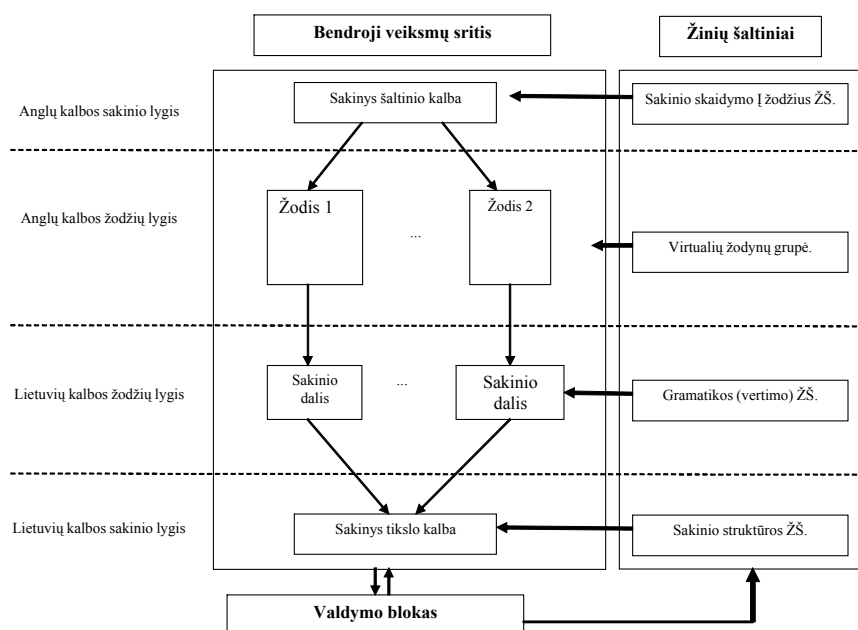 Bendroji veiksmų sritis
Žinių šaltiniai
Anglų kalbos sakinio lygis
Sakinys šaltinio kalba
Sakinio skaidymo Į žodžius ŽŠ.
Anglų kalbos žodžių lygis
Žodis 1
...
Žodis 2
Virtualių žodynų grupė.
Lietuvių kalbos žodžių lygis
Sakinio
dalis
...
Sakinio
dalis
Gramatikos (vertimo) ŽŠ.
Lietuvių kalbos sakinio lygis
Sakinys tikslo kalba
Sakinio struktūros ŽŠ.
Valdymo blokas